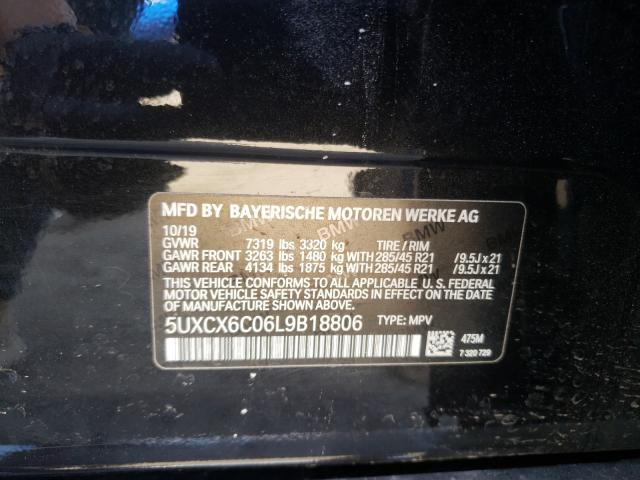 MFD BY BAYERISCHE MOTOREN WERKE AG
10/19
GVWR 7319 lbs 3320 kg TIRE / RIM
GAWR FRONT 3263 lbs 1480 kg WITH 285/45 R21 /9.5J x 21
GAWR REAR 4134 lbs 1875 kg WITH 285/45 R21 /9.5J x 21
THIS VEHICLE CONFORMS TO ALL APPLICABLE U. S. FEDERAL
MOTOR VEHICLE SAFETY STANDARDS IN EFFECT ON THE DATE OF
MANUFACTURE SHOWN ABOVE.
5UXCX6C06L9B18806 TYPE: MPV
475M
7 320 729
BMW
BMW
BMW